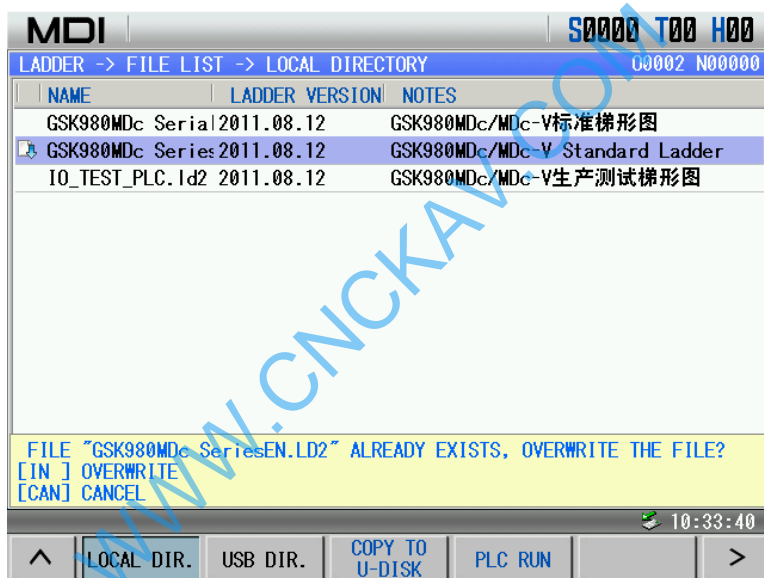 MDI S0000 T00 H00
LADDER -> FILE LIST -> LOCAL DIRECTORY O0002 N00000
NAME LADDER VERSION NOTES
GSK980MDc Serial 2011.08.12 GSK980MDc/MDc-V标准梯形图
GSK980MDc Series 2011.08.12 GSK980MDc/MDc-V Standard Ladder
IO_TEST_PLC.ld2 2011.08.12 GSK980MDc/MDc-V生产测试梯形图
FILE "GSK980MDc SeriesEN.LD2" ALREADY EXISTS, OVERWRITE THE FILE?
[IN ] OVERWRITE
[CAN] CANCEL
10:33:40
^ LOCAL DIR. USB DIR. COPY TO U-DISK PLC RUN >
WWW.CNCKAV.COM